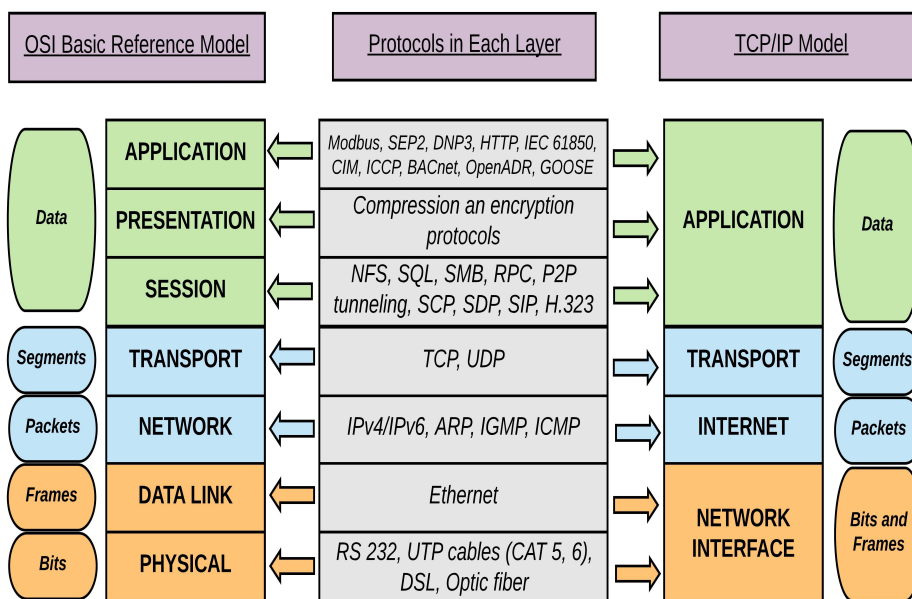 OSI Basic Reference Model
Protocols in Each Layer
TCP/IP Model
Data
APPLICATION
Modbus, SEP2, DNP3, HTTP, IEC 61850,
CIM, ICCP, BACnet, OpenADR, GOOSE
APPLICATION
Data
PRESENTATION
Compression an encryption
protocols
SESSION
NFS, SQL, SMB, RPC, P2P
tunneling, SCP, SDP, SIP, H.323
Segments
TRANSPORT
TCP, UDP
TRANSPORT
Segments
Packets
NETWORK
IPv4/IPv6, ARP, IGMP, ICMP
INTERNET
Packets
Frames
DATA LINK
Ethernet
NETWORK
INTERFACE
Bits and
Frames
Bits
PHYSICAL
RS 232, UTP cables (CAT 5, 6),
DSL, Optic fiber